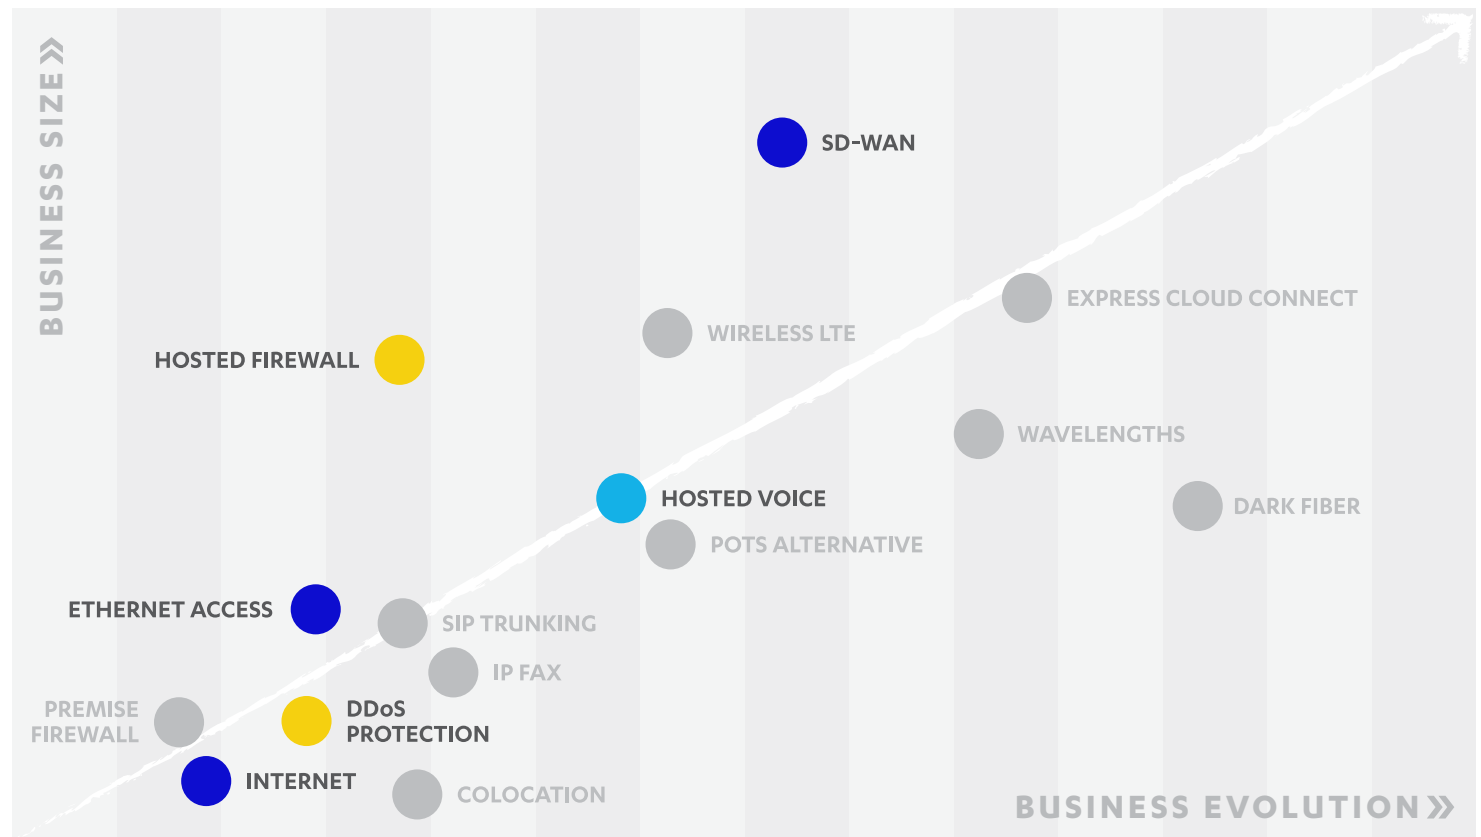 BUSINESS SIZE »
SD-WAN
EXPRESS CLOUD CONNECT
WIRELESS LTE
HOSTED FIREWALL
WAVELENGTHS
HOSTED VOICE
DARK FIBER
POTS ALTERNATIVE
ETHERNET ACCESS
SIP TRUNKING
IP FAX
PREMISE
FIREWALL
DDoS
PROTECTION
INTERNET
COLOCATION
BUSINESS EVOLUTION »